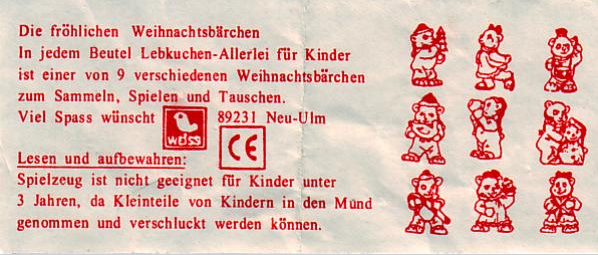 Die fröhlichen Weihnachtsbärchen
In jedem Beutel Lebkuchen-Allerlei für Kinder
ist einer von 9 verschiedenen Weihnachtsbärchen
zum Sammeln, Spielen und Tauschen.
Viel Spass wünscht weiss 89231 Neu-Ulm
CE
Lesen und aufbewahren:
Spielzeug ist nicht geeignet für Kinder unter
3 Jahren, da Kleinteile von Kindern in den Mund
genommen und verschluckt werden können.